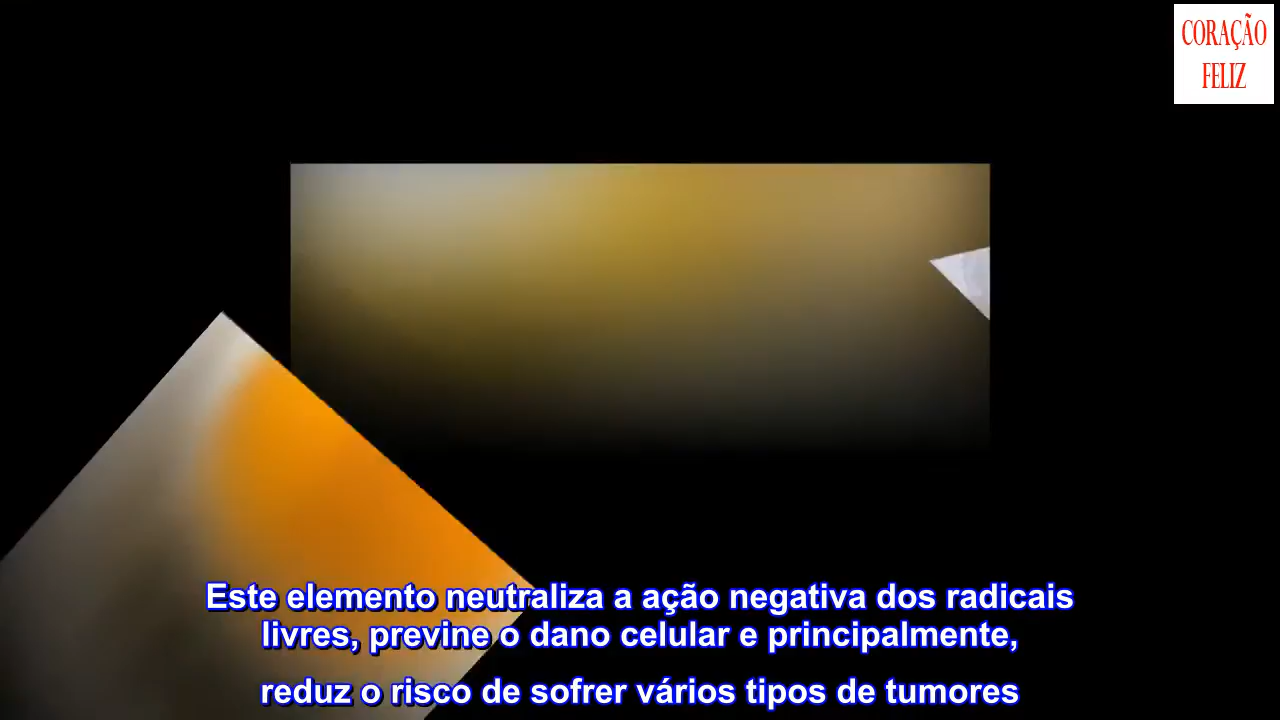 CORAÇÃO
FELIZ
Este elemento neutraliza a ação negativa dos radicais
livres, previne o dano celular e principalmente,
reduz o risco de sofrer vários tipos de tumores